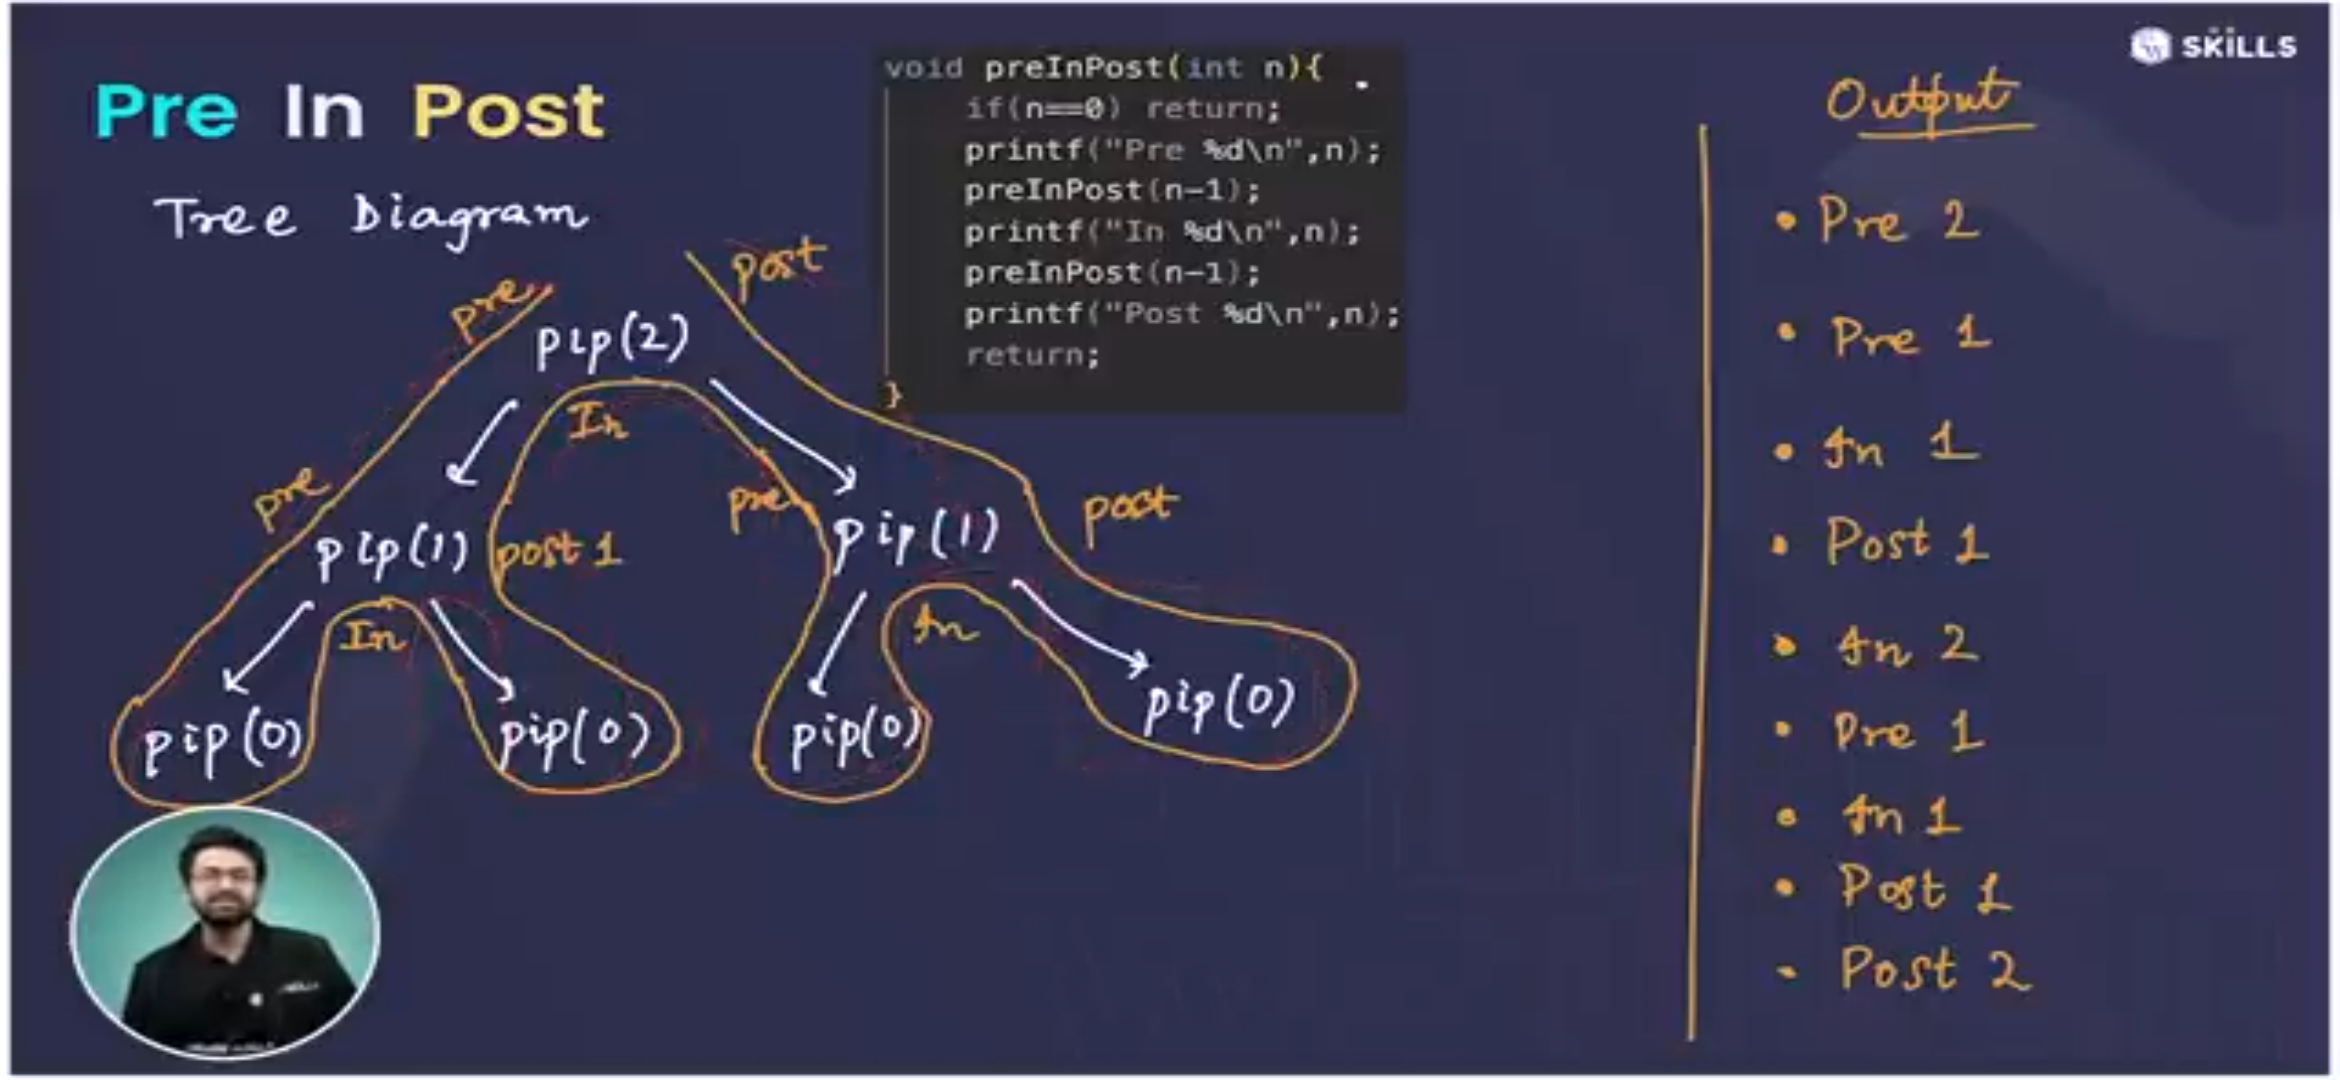 SKILLS
Pre In Post
Tree Diagram
void preInPost(int n){
if(n==0) return;
printf("Pre %d\n",n);
preInPost(n-1);
printf("In %d\n",n);
preInPost(n-1);
printf("Post %d\n",n);
return;
}
pre
post
pip(2)
In
pre
pre
post
pip(1)
post 1
pip(1)
In
In
pip(0)
pip(0)
pip(0)
pip(0)
Output
• Pre 2
• Pre 1
• In 1
• Post 1
• In 2
• Pre 1
• In 1
• Post 1
• Post 2